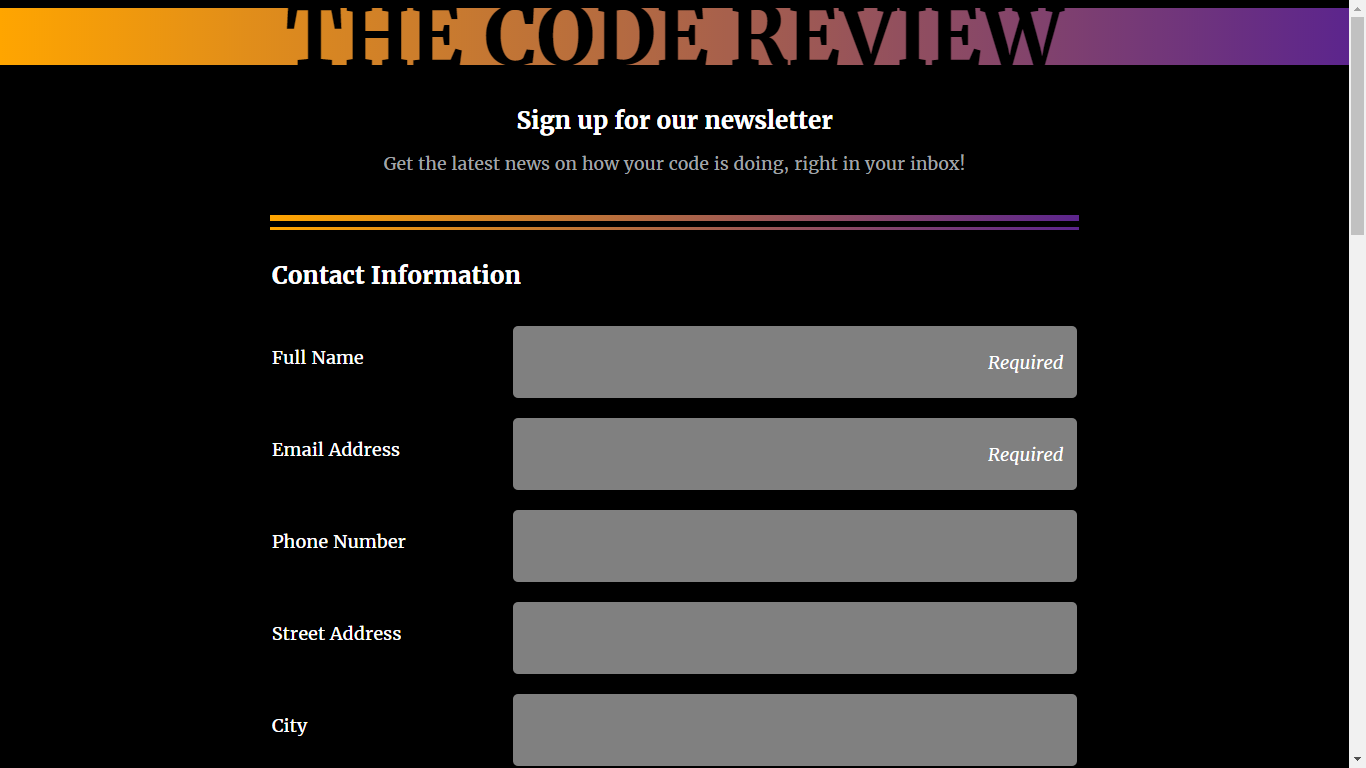 THE CODE REVIEW
Sign up for our newsletter
Get the latest news on how your code is doing, right in your inbox!
Contact Information
Full Name
Required
Email Address
Required
Phone Number
Street Address
City